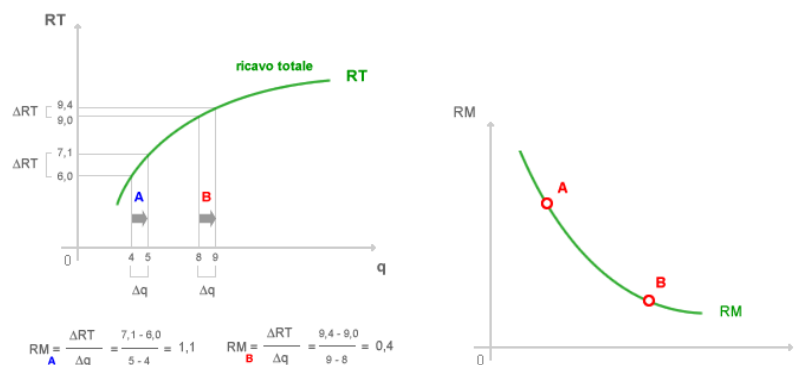 RT
ricavo totale
RT
ΔRT
9,4
9,0
ΔRT
7,1
6,0
A
B
0
4 5
8 9
q
Δq
Δq
RM A = ΔRT / Δq = 7,1 - 6,0 / 5 - 4 = 1,1
RM B = ΔRT / Δq = 9,4 - 9,0 / 9 - 8 = 0,4
RM
A
B
RM
0